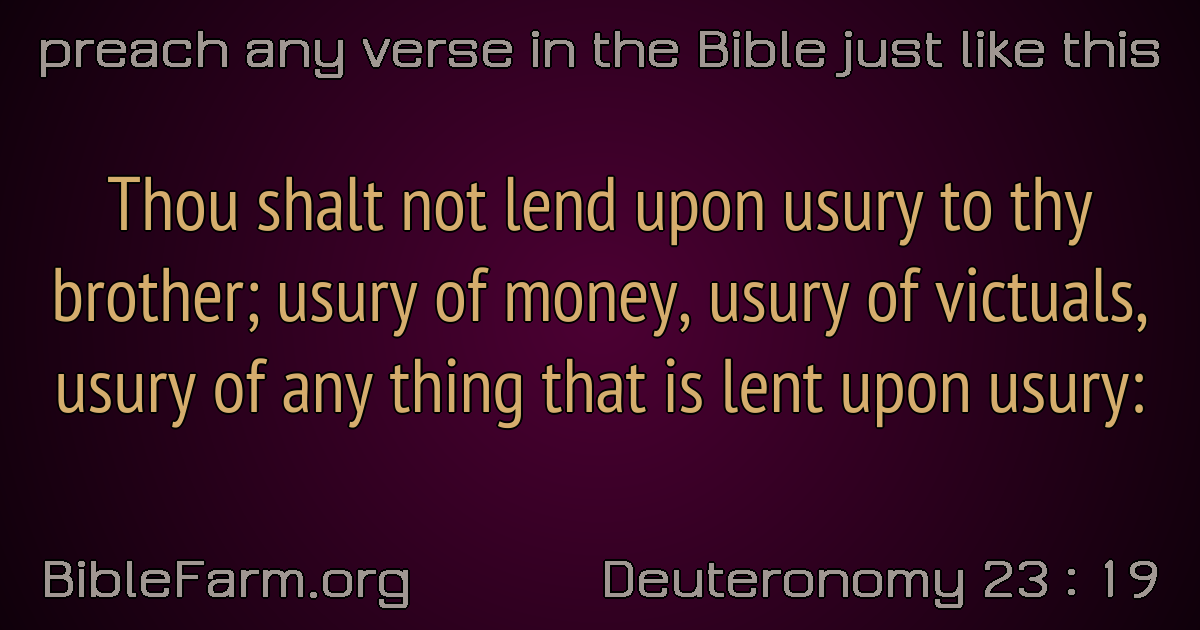 preach any verse in the Bible just like this
Thou shalt not lend upon usury to thy
brother; usury of money, usury of victuals,
usury of any thing that is lent upon usury:
BibleFarm.org
Deuteronomy 23 : 19